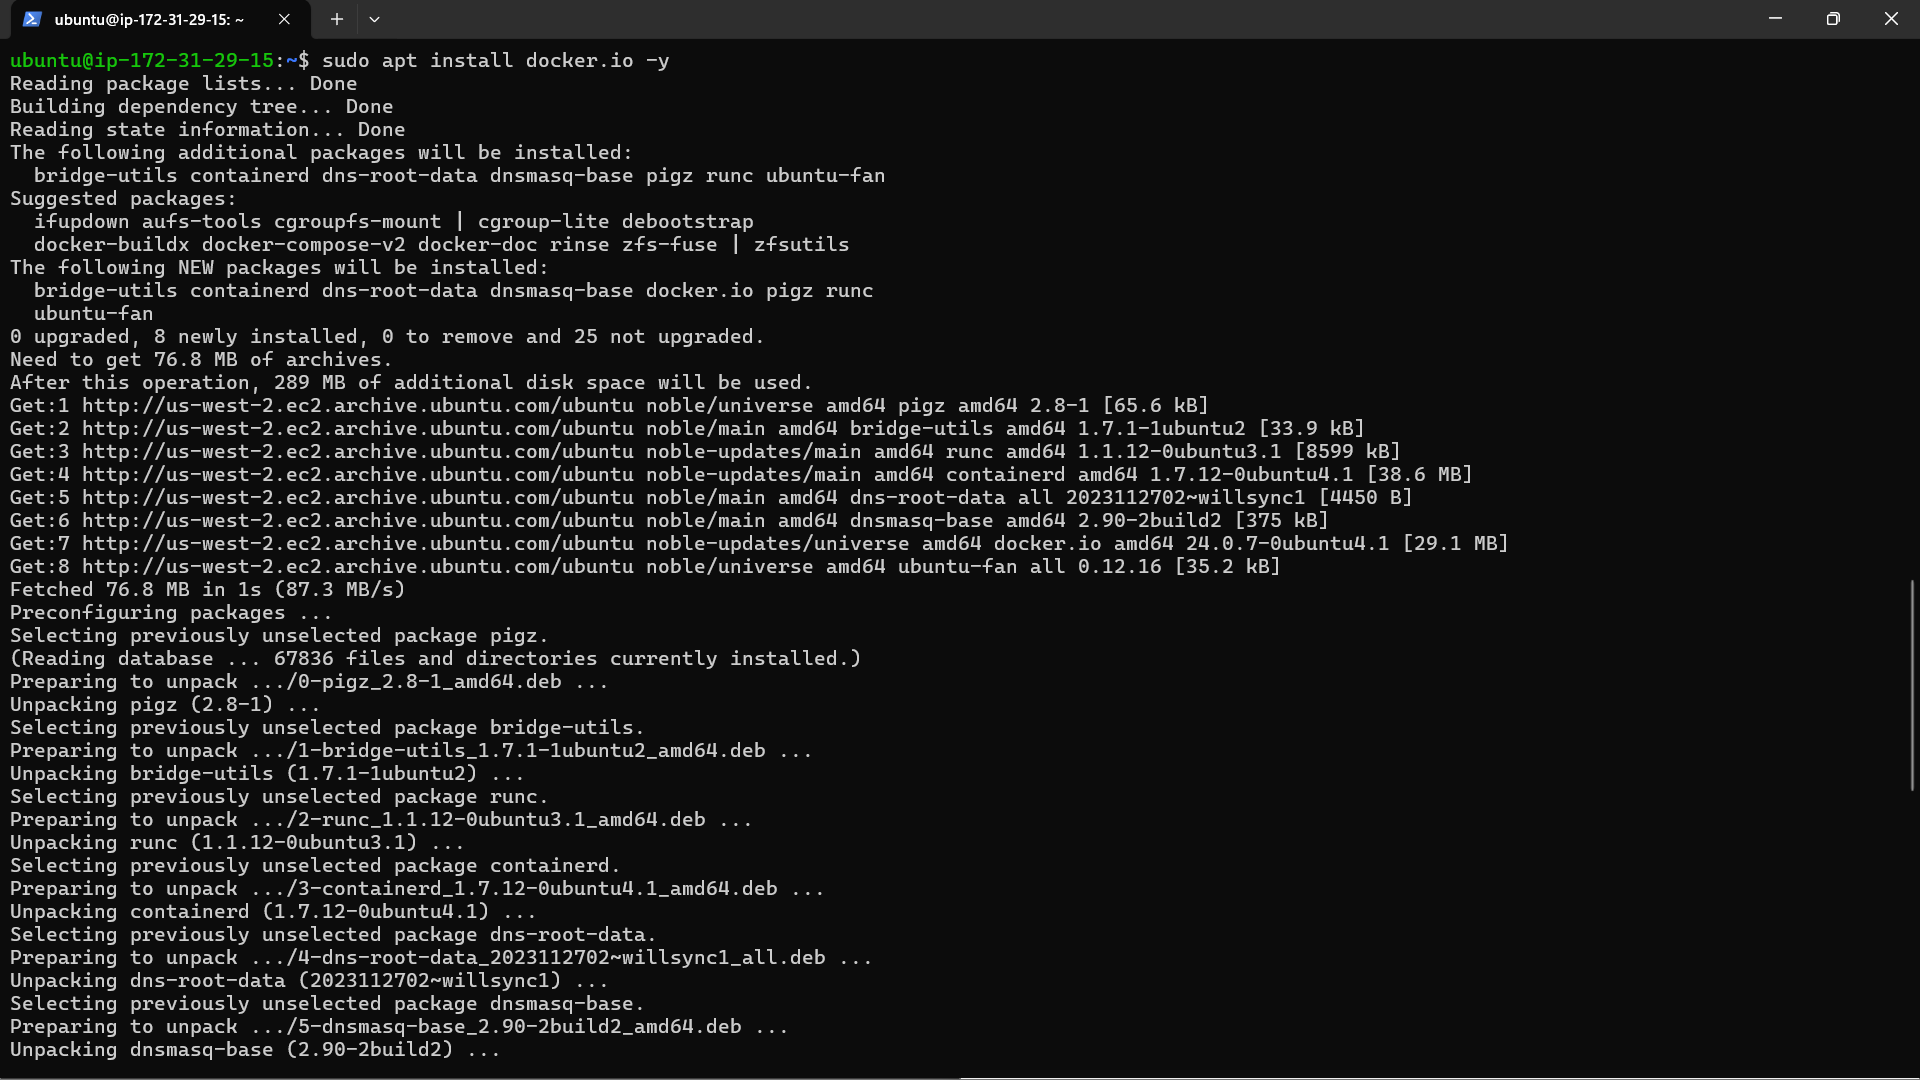 ubuntu@ip-172-31-29-15: ~
ubuntu@ip-172-31-29-15:~$ sudo apt install docker.io -y
Reading package lists... Done
Building dependency tree... Done
Reading state information... Done
The following additional packages will be installed:
  bridge-utils containerd dns-root-data dnsmasq-base pigz runc ubuntu-fan
Suggested packages:
  ifupdown aufs-tools cgroupfs-mount | cgroup-lite debootstrap
  docker-buildx docker-compose-v2 docker-doc rinse zfs-fuse | zfsutils
The following NEW packages will be installed:
  bridge-utils containerd dns-root-data dnsmasq-base docker.io pigz runc
  ubuntu-fan
0 upgraded, 8 newly installed, 0 to remove and 25 not upgraded.
Need to get 76.8 MB of archives.
After this operation, 289 MB of additional disk space will be used.
Get:1 http://us-west-2.ec2.archive.ubuntu.com/ubuntu noble/universe amd64 pigz amd64 2.8-1 [65.6 kB]
Get:2 http://us-west-2.ec2.archive.ubuntu.com/ubuntu noble/main amd64 bridge-utils amd64 1.7.1-1ubuntu2 [33.9 kB]
Get:3 http://us-west-2.ec2.archive.ubuntu.com/ubuntu noble-updates/main amd64 runc amd64 1.1.12-0ubuntu3.1 [8599 kB]
Get:4 http://us-west-2.ec2.archive.ubuntu.com/ubuntu noble-updates/main amd64 containerd amd64 1.7.12-0ubuntu4.1 [38.6 MB]
Get:5 http://us-west-2.ec2.archive.ubuntu.com/ubuntu noble/main amd64 dns-root-data all 2023112702~willsync1 [4450 B]
Get:6 http://us-west-2.ec2.archive.ubuntu.com/ubuntu noble/main amd64 dnsmasq-base amd64 2.90-2build2 [375 kB]
Get:7 http://us-west-2.ec2.archive.ubuntu.com/ubuntu noble-updates/universe amd64 docker.io amd64 24.0.7-0ubuntu4.1 [29.1 MB]
Get:8 http://us-west-2.ec2.archive.ubuntu.com/ubuntu noble/universe amd64 ubuntu-fan all 0.12.16 [35.2 kB]
Fetched 76.8 MB in 1s (87.3 MB/s)
Preconfiguring packages ...
Selecting previously unselected package pigz.
(Reading database ... 67836 files and directories currently installed.)
Preparing to unpack .../0-pigz_2.8-1_amd64.deb ...
Unpacking pigz (2.8-1) ...
Selecting previously unselected package bridge-utils.
Preparing to unpack .../1-bridge-utils_1.7.1-1ubuntu2_amd64.deb ...
Unpacking bridge-utils (1.7.1-1ubuntu2) ...
Selecting previously unselected package runc.
Preparing to unpack .../2-runc_1.1.12-0ubuntu3.1_amd64.deb ...
Unpacking runc (1.1.12-0ubuntu3.1) ...
Selecting previously unselected package containerd.
Preparing to unpack .../3-containerd_1.7.12-0ubuntu4.1_amd64.deb ...
Unpacking containerd (1.7.12-0ubuntu4.1) ...
Selecting previously unselected package dns-root-data.
Preparing to unpack .../4-dns-root-data_2023112702~willsync1_all.deb ...
Unpacking dns-root-data (2023112702~willsync1) ...
Selecting previously unselected package dnsmasq-base.
Preparing to unpack .../5-dnsmasq-base_2.90-2build2_amd64.deb ...
Unpacking dnsmasq-base (2.90-2build2) ...